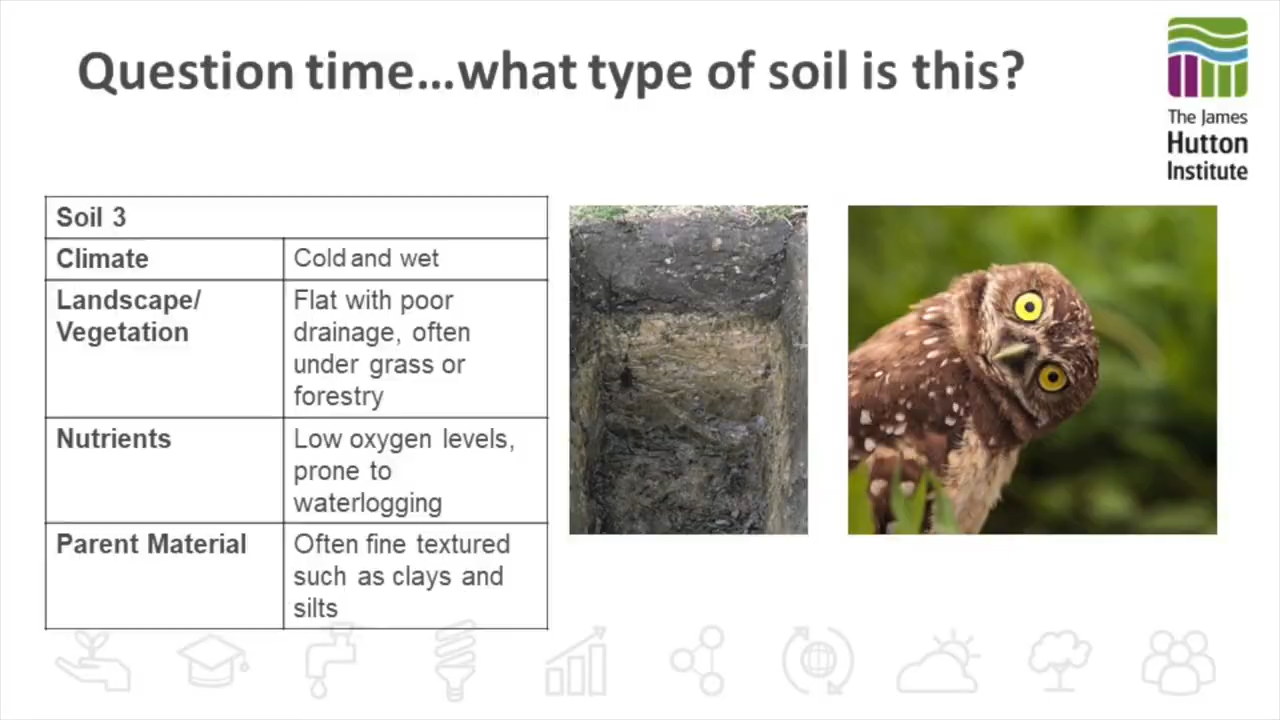 Question time...what type of soil is this?
The James
Hutton
Institute
Soil 3
Climate
Cold and wet
Landscape/
Vegetation
Flat with poor
drainage, often
under grass or
forestry
Nutrients
Low oxygen levels,
prone to
waterlogging
Parent Material
Often fine textured
such as clays and
silts